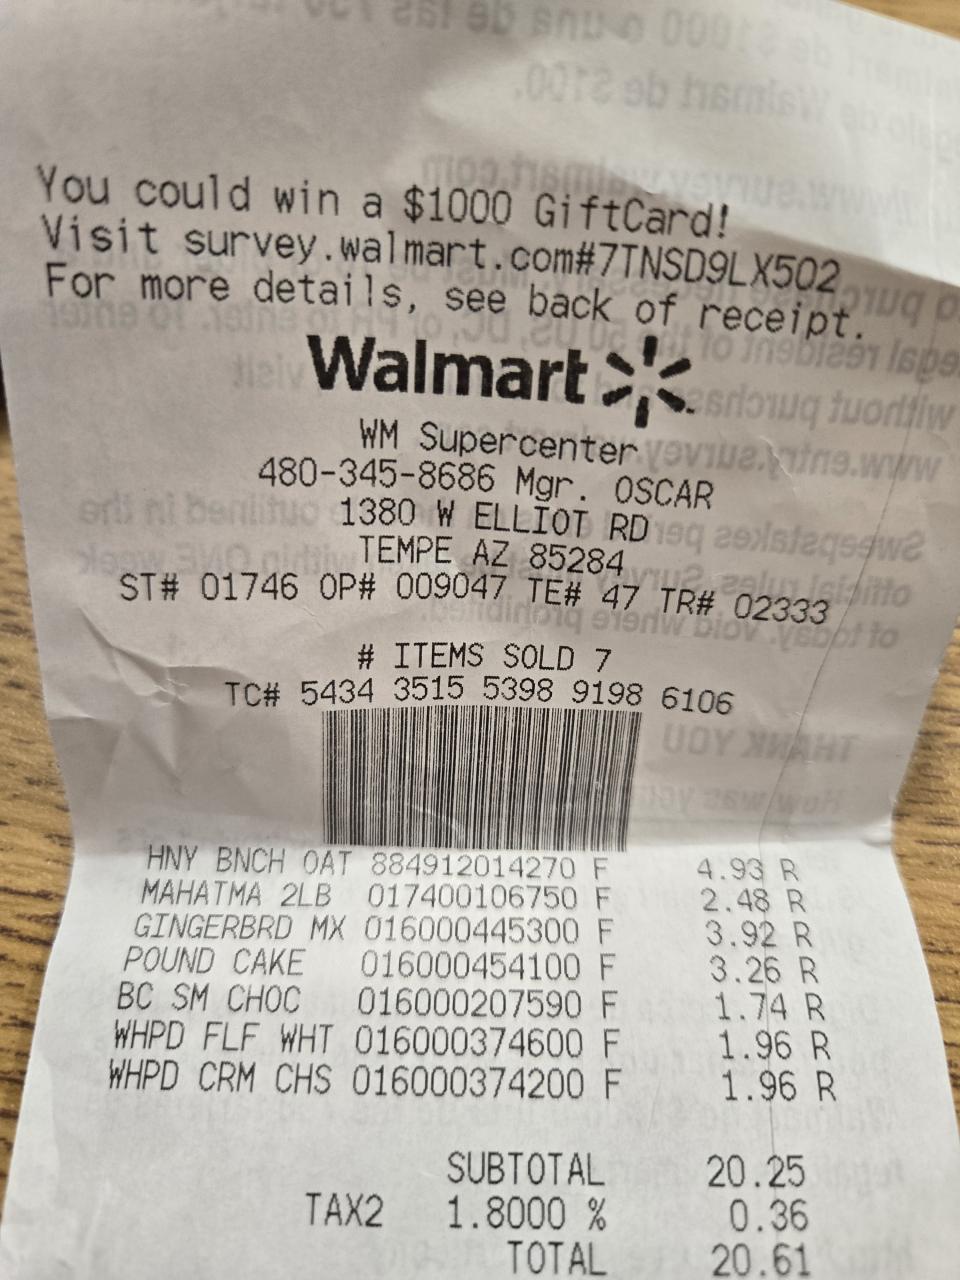 You could win a $1000 GiftCard!
Visit survey.walmart.com#7TNSD9LX502
For more details, see back of receipt.
Walmart
WM Supercenter
480-345-8686 Mgr. OSCAR
1380 W ELLIOT RD
TEMPE AZ 85284
ST# 01746 OP# 009047 TE# 47 TR# 02333
# ITEMS SOLD 7
TC# 5434 3515 5398 9198 6106
HNY BNCH OAT 884912014270 F 4.93 R
MAHATMA 2LB 017400106750 F 2.48 R
GINGERBRD MX 016000445300 F 3.92 R
POUND CAKE 016000454100 F 3.26 R
BC SM CHOC 016000207590 F 1.74 R
WHPD FLF WHT 016000374600 F 1.96 R
WHPD CRM CHS 016000374200 F 1.96 R
SUBTOTAL 20.25
TAX2 1.8000 % 0.36
TOTAL 20.61